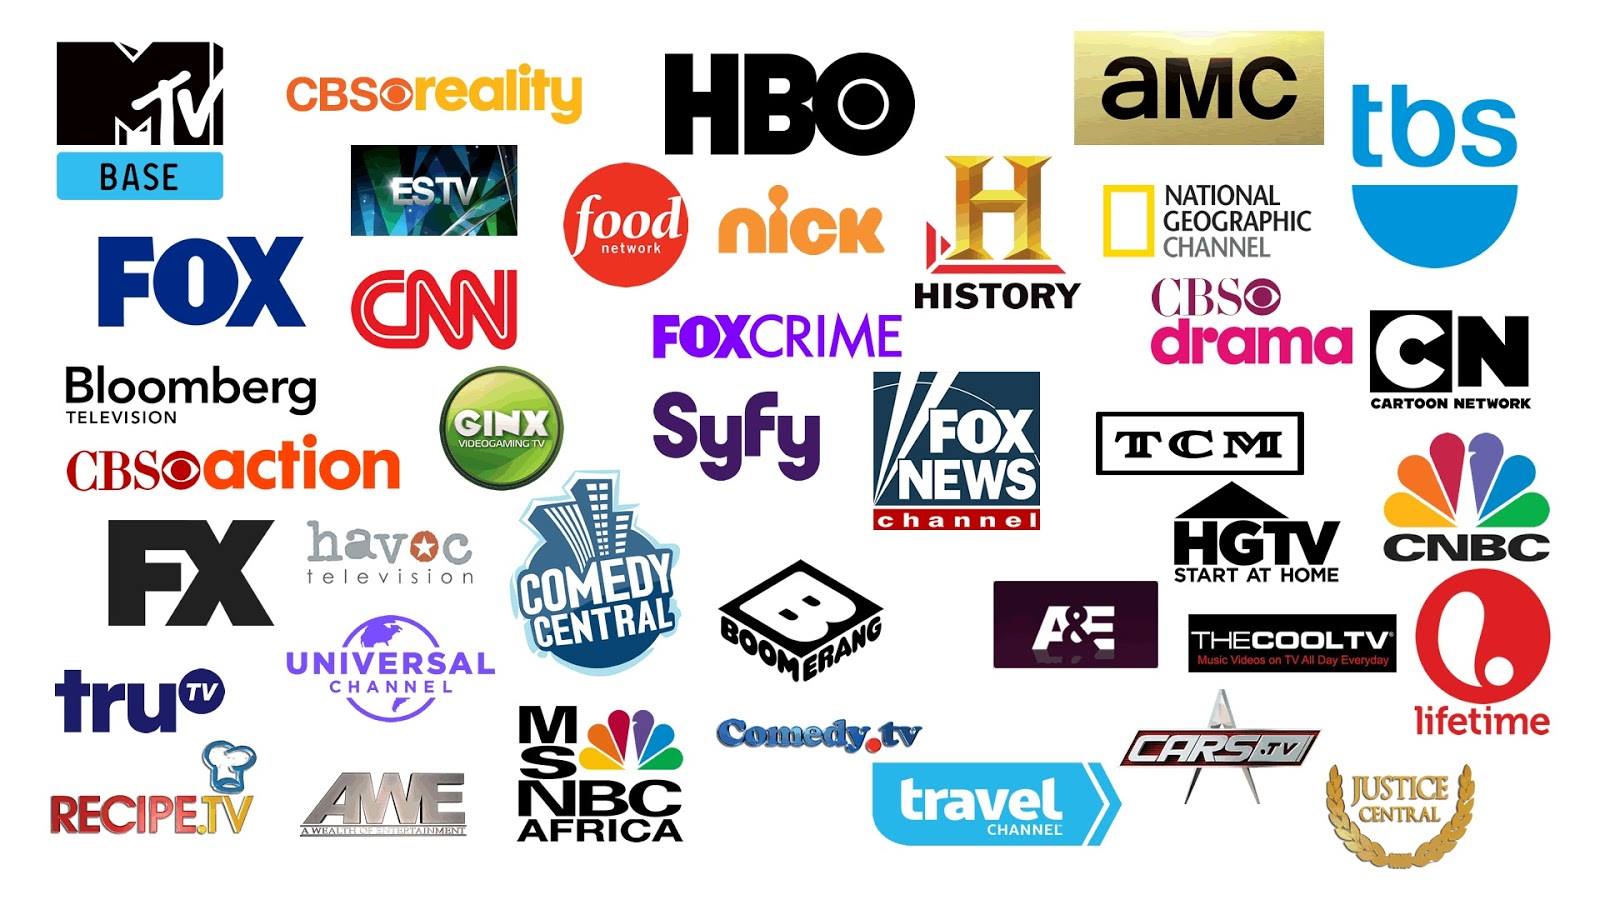 MTV
BASE
CBS reality
HBO
aMC
tbs
ES.TV
food
network
nick
H
HISTORY
NATIONAL
GEOGRAPHIC
CHANNEL
FOX
CNN
FOXCRIME
CBS
drama
CN
CARTOON NETWORK
Bloomberg
TELEVISION
GINX
VIDEOGAMING TV
Syfy
FOX
NEWS
channel
TCM
CBS action
CNBC
FX
havoc
television
COMEDY
CENTRAL
B
BOOMERANG
HGTV
START AT HOME
A&E
THECOOLTV
Music Videos on TV All Day Everyday
lifetime
UNIVERSAL
CHANNEL
truTV
MSNBC
AFRICA
Comedy.tv
CARS.TV
RECIPE.TV
AWE
A WEALTH OF ENTERTAINMENT
travel
CHANNEL
JUSTICE
CENTRAL